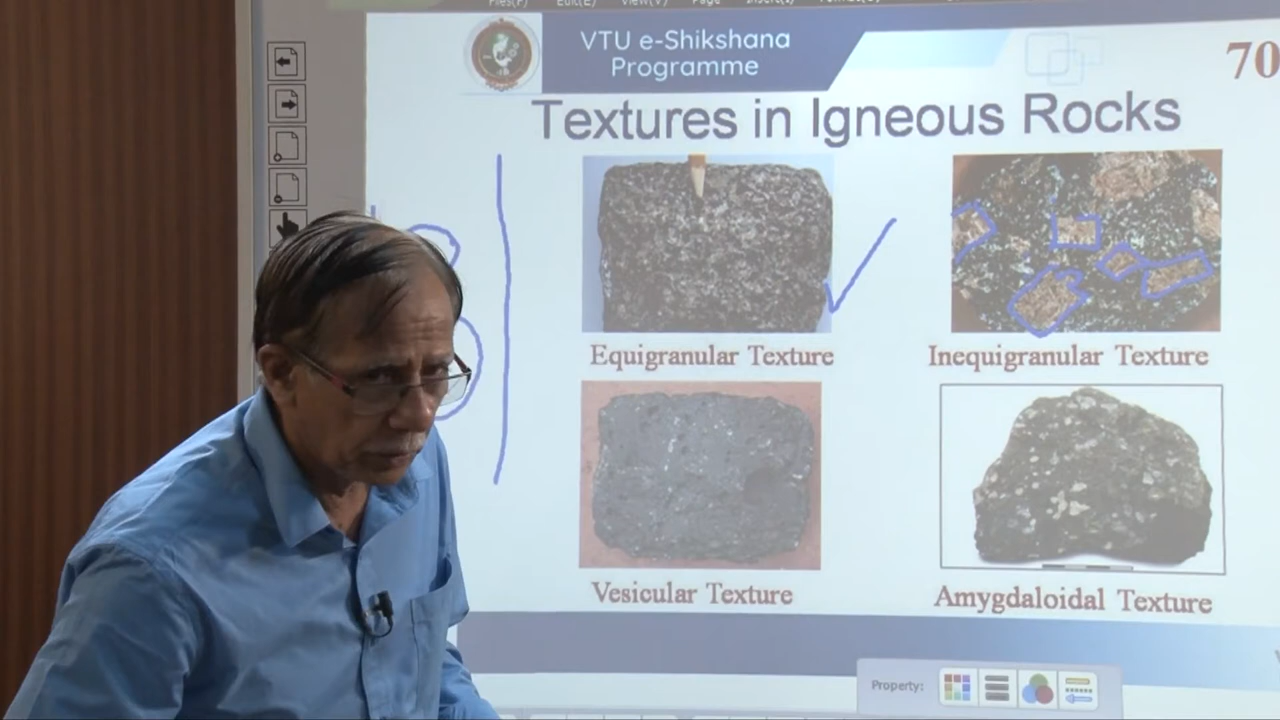 VTU e-Shikshana
Programme
70
Textures in Igneous Rocks
Equigranular Texture
Inequigranular Texture
Vesicular Texture
Amygdaloidal Texture
Property: